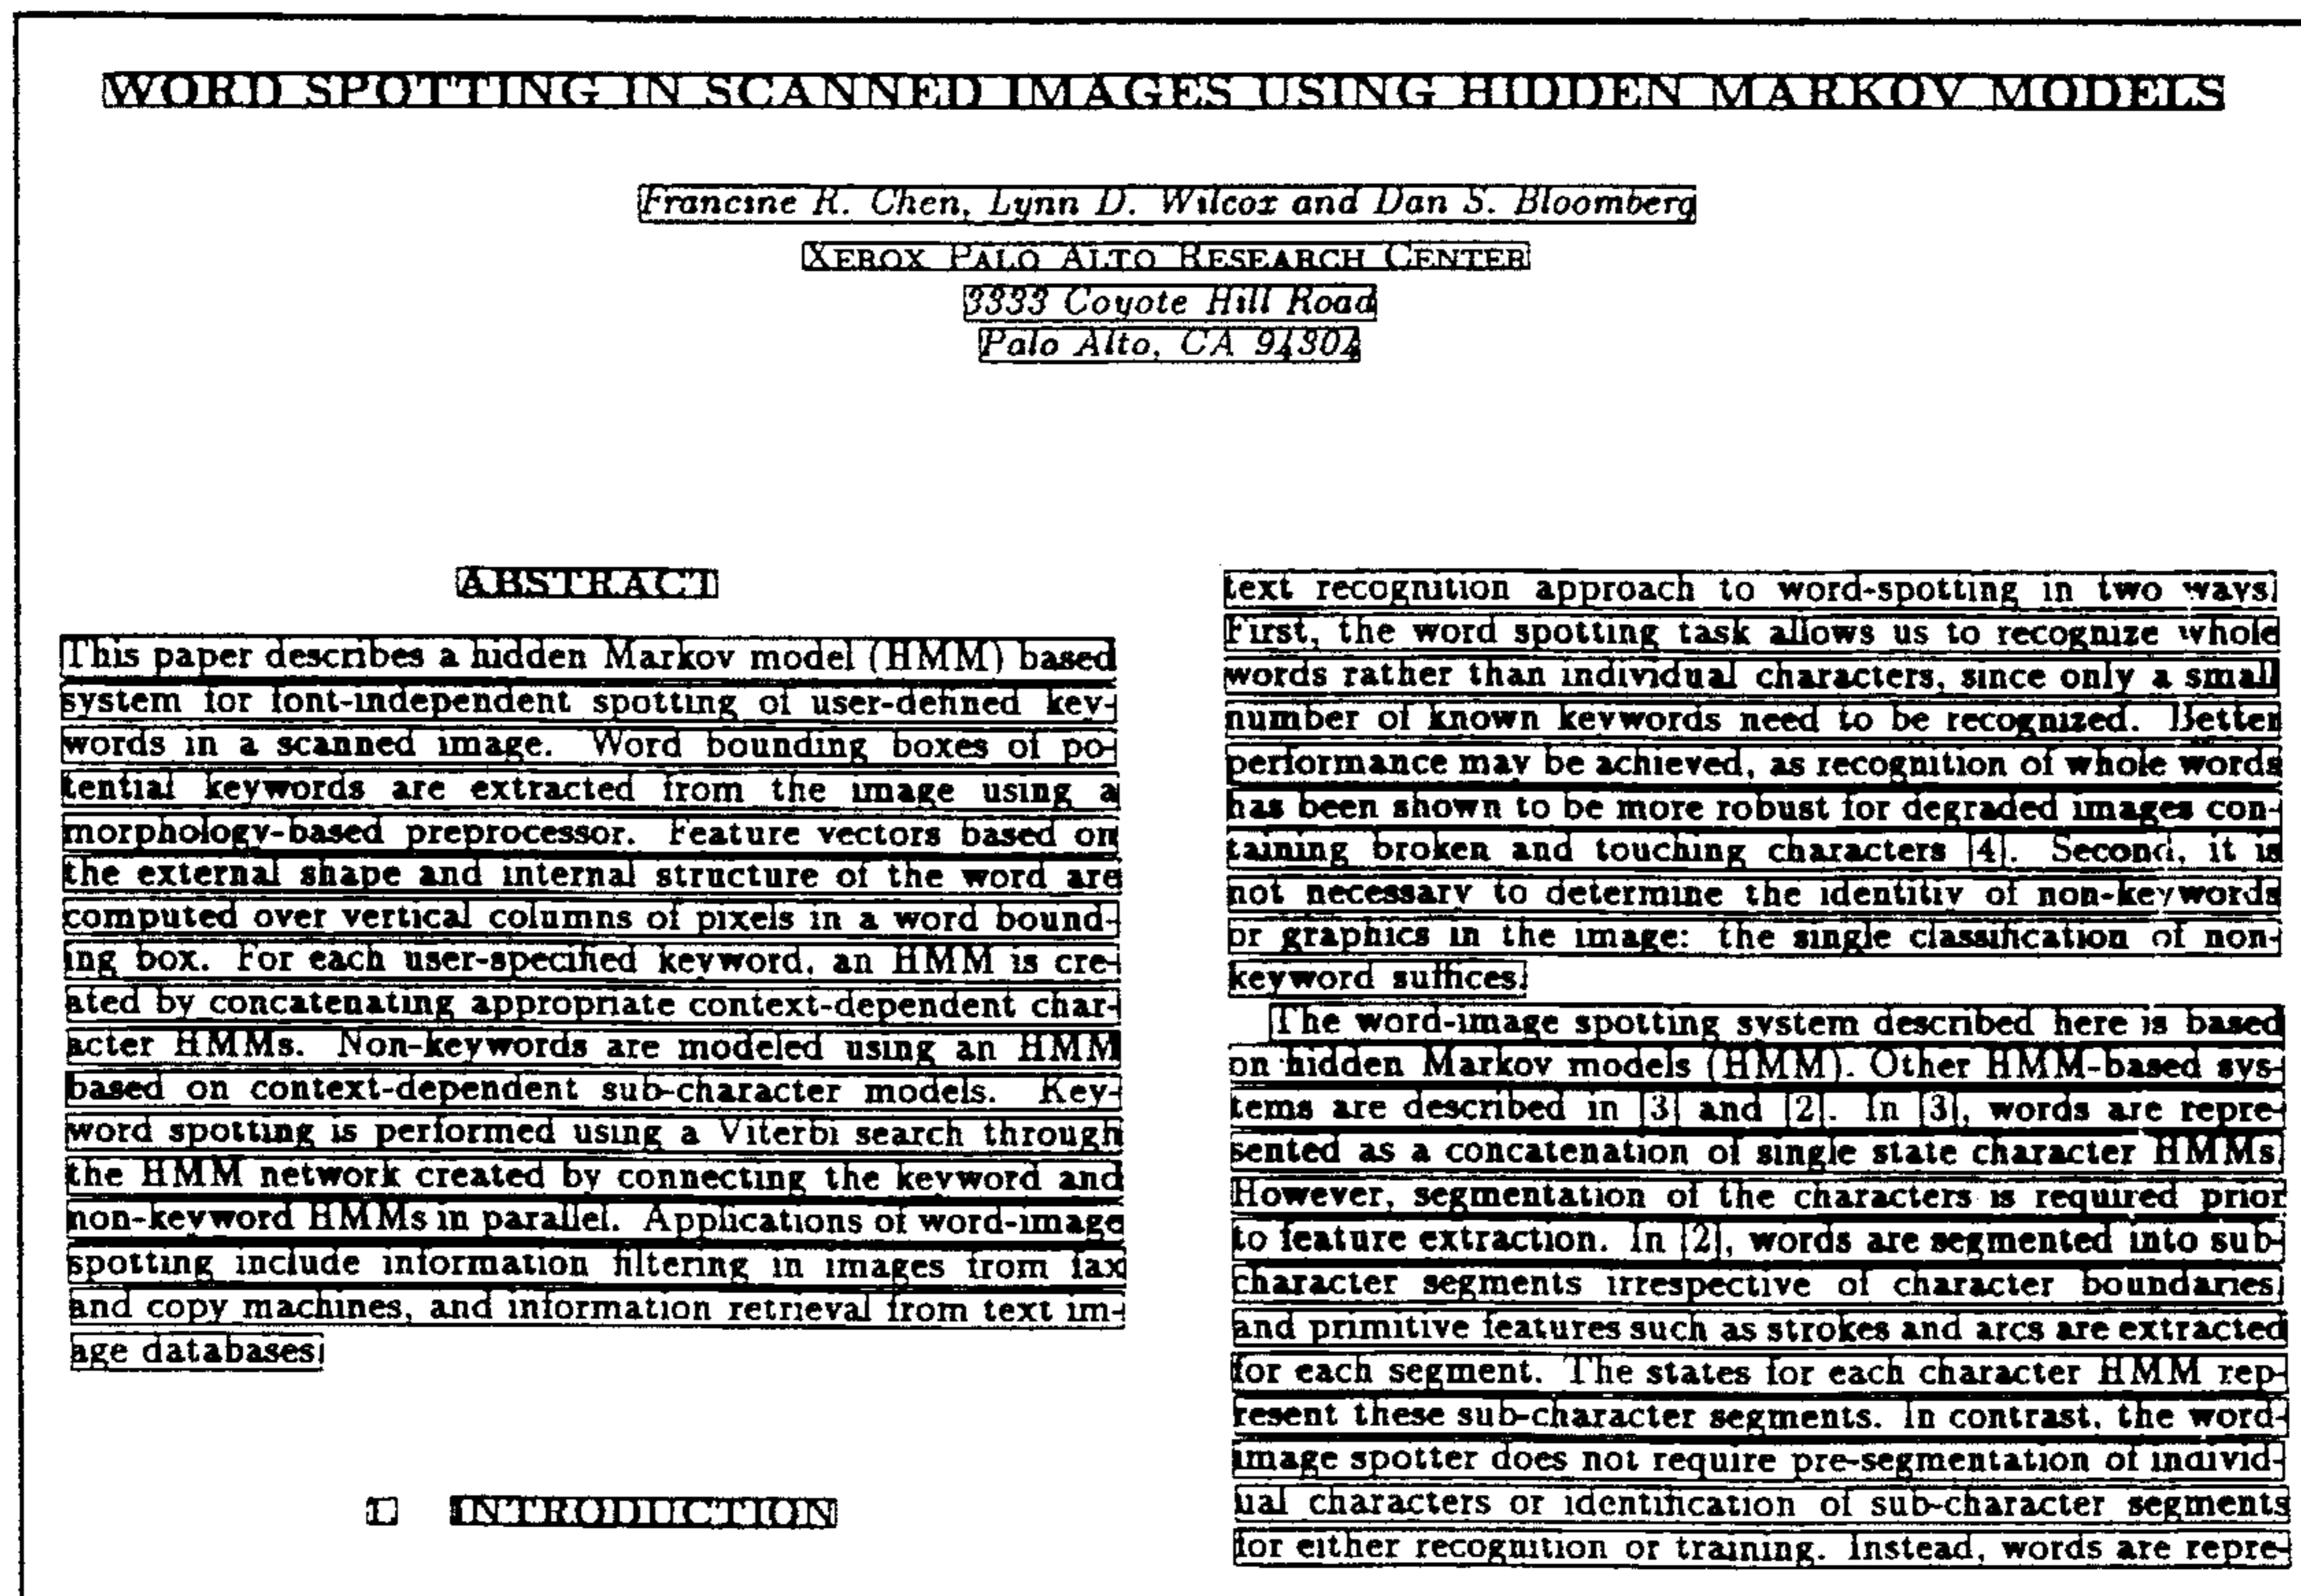 WORD SPOTTING IN SCANNED IMAGES USING HIDDEN MARKOV MODELS
Francine R. Chen, Lynn D. Wilcox and Dan S. Bloomberg
XEROX PALO ALTO RESEARCH CENTER
3333 Coyote Hill Road
Palo Alto, CA 94304
ABSTRACT
This paper describes a hidden Markov model (HMM) based
system for font-independent spotting of user-defined key-
words in a scanned image. Word bounding boxes of po-
tential keywords are extracted from the image using a
morphology-based preprocessor. Feature vectors based on
the external shape and internal structure of the word are
computed over vertical columns of pixels in a word bound-
ing box. For each user-specified keyword, an HMM is cre-
ated by concatenating appropriate context-dependent char-
acter HMMs. Non-keywords are modeled using an HMM
based on context-dependent sub-character models. Key-
word spotting is performed using a Viterbi search through
the HMM network created by connecting the keyword and
non-keyword HMMs in parallel. Applications of word-image
spotting include information filtering in images from fax
and copy machines, and information retrieval from text im-
age databases.
1. INTRODUCTION
text recognition approach to word-spotting in two ways.
First, the word spotting task allows us to recognize whole
words rather than individual characters, since only a small
number of known keywords need to be recognized. Better
performance may be achieved, as recognition of whole words
has been shown to be more robust for degraded images con-
taining broken and touching characters [4]. Second, it is
not necessary to determine the identitiy of non-keywords
or graphics in the image: the single classification of non-
keyword suffices.
The word-image spotting system described here is based
on hidden Markov models (HMM). Other HMM-based sys-
tems are described in [3] and [2]. In [3], words are repre-
sented as a concatenation of single state character HMMs.
However, segmentation of the characters is required prior
to feature extraction. In [2], words are segmented into sub-
character segments irrespective of character boundaries,
and primitive features such as strokes and arcs are extracted
for each segment. The states for each character HMM rep-
resent these sub-character segments. In contrast, the word-
image spotter does not require pre-segmentation of individ-
ual characters or identification of sub-character segments
for either recognition or training. Instead, words are repre-